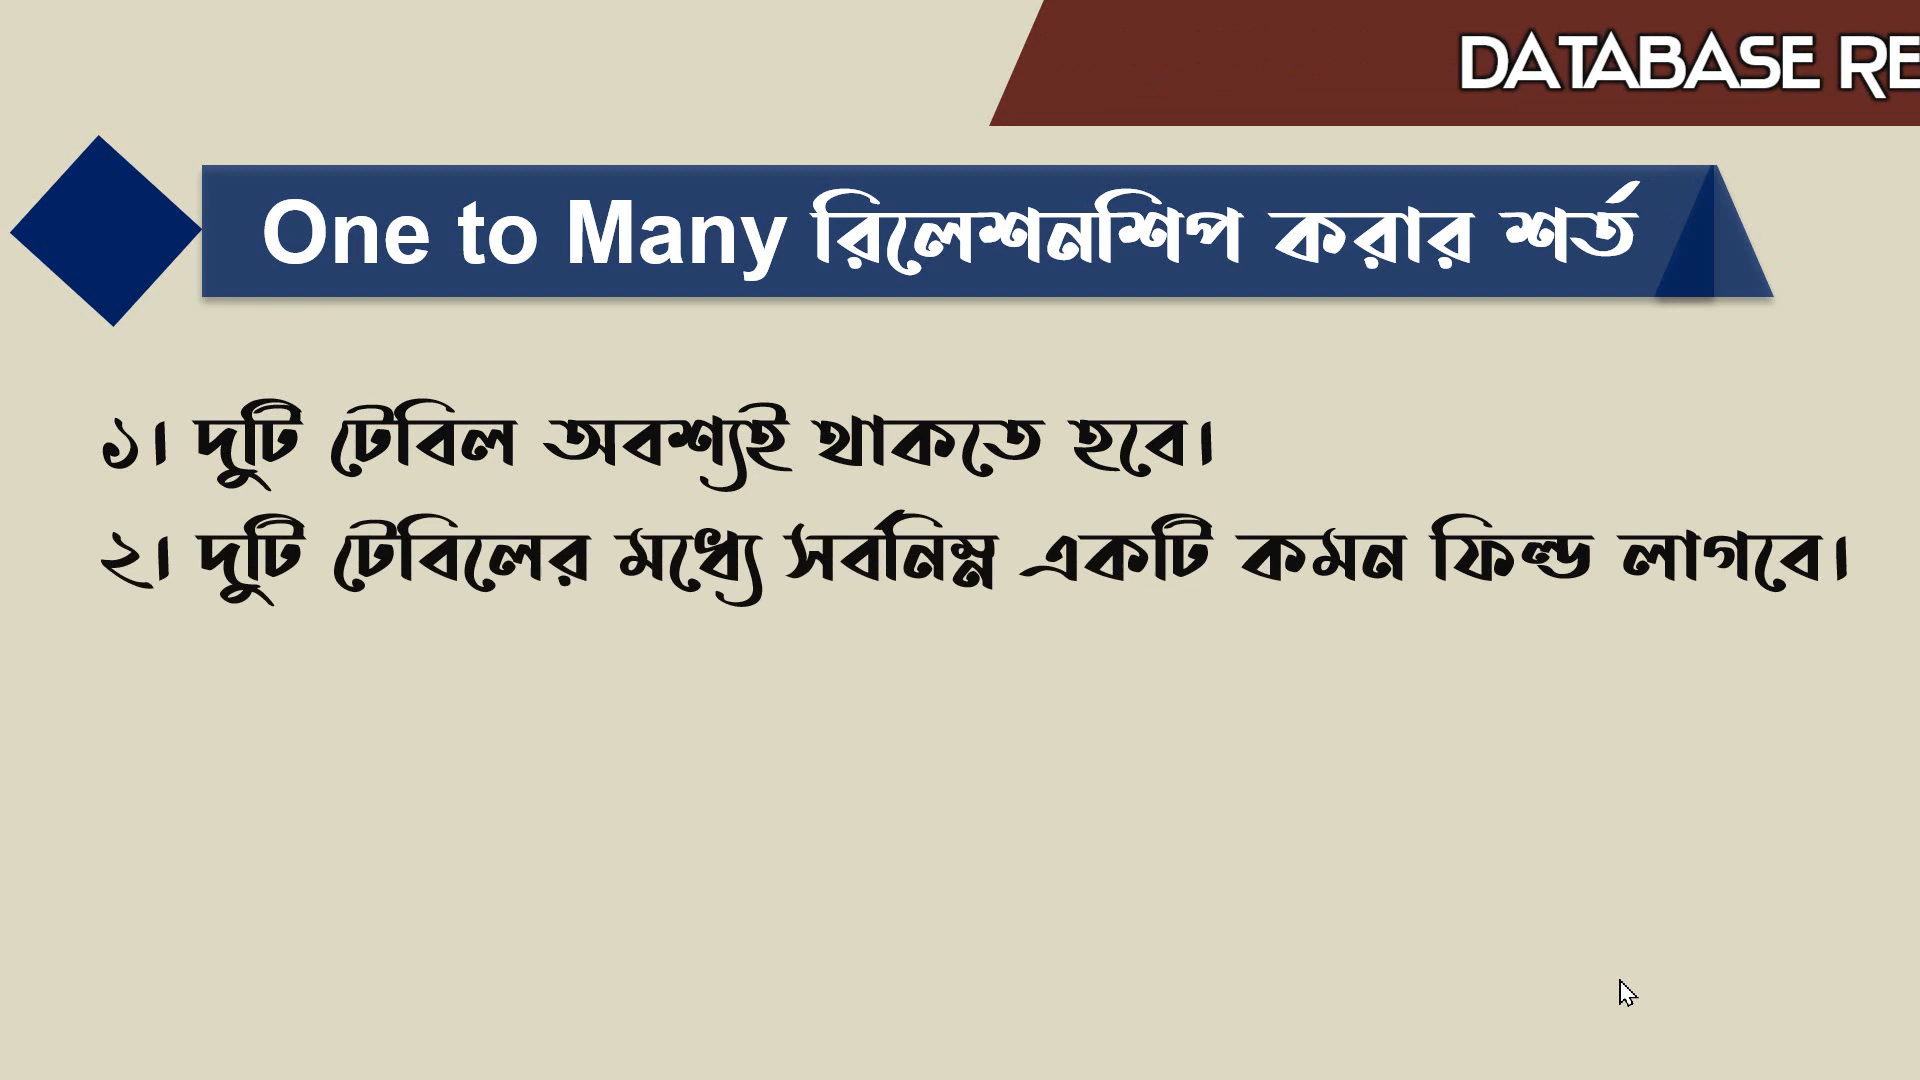 DATABASE RE
One to Many রিলেশনশিপ করার শর্ত
১। দুটি টেবিল অবশ্যই থাকতে হবে।
২। দুটি টেবিলের মধ্যে সর্বনিম্ন একটি কমন ফিল্ড লাগবে।